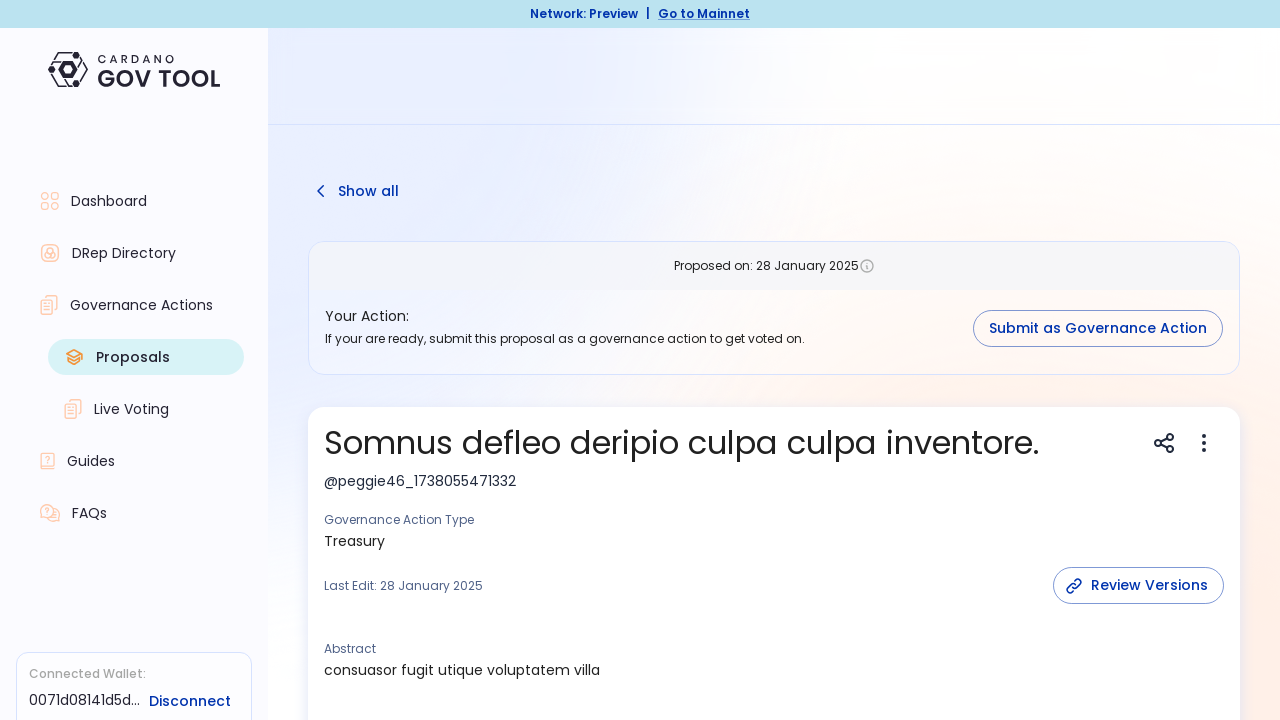 Network: Preview | Go to Mainnet
CARDANO
GOV TOOL
Dashboard
DRep Directory
Governance Actions
Proposals
Live Voting
Guides
FAQs
Connected Wallet:
0071d08141d5d... Disconnect
Show all
Proposed on: 28 January 2025
Your Action:
If your are ready, submit this proposal as a governance action to get voted on.
Submit as Governance Action
Somnus defleo deripio culpa culpa inventore.
@peggie46_1738055471332
Governance Action Type
Treasury
Last Edit: 28 January 2025
Review Versions
Abstract
consuasor fugit utique voluptatem villa